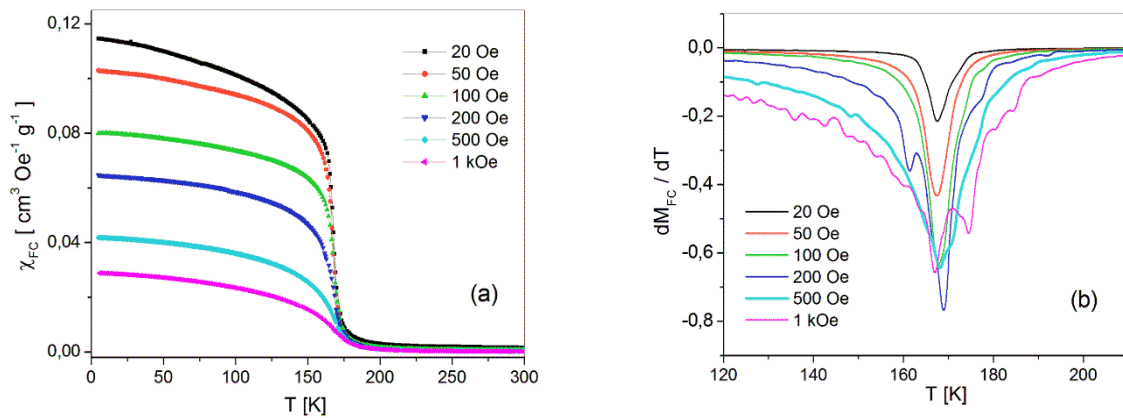 (a)
χFC [ cm³ Oe⁻¹ g⁻¹ ]
0,12
0,08
0,04
0,00
20 Oe
50 Oe
100 Oe
200 Oe
500 Oe
1 kOe
0 50 100 150 200 250 300
T [K]
(b)
dMFC / dT
0,0
-0,2
-0,4
-0,6
-0,8
20 Oe
50 Oe
100 Oe
200 Oe
500 Oe
1 kOe
120 140 160 180 200
T [K]